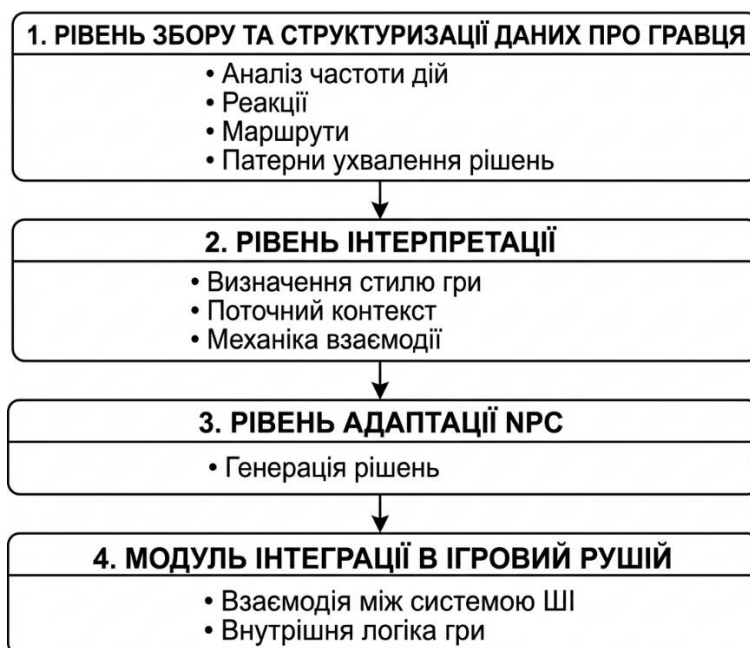 1. РІВЕНЬ ЗБОРУ ТА СТРУКТУРИЗАЦІЇ ДАНИХ ПРО ГРАВЦЯ
• Аналіз частоти дій
• Реакції
• Маршрути
• Патерни ухвалення рішень
2. РІВЕНЬ ІНТЕРПРЕТАЦІЇ
• Визначення стилю гри
• Поточний контекст
• Механіка взаємодії
3. РІВЕНЬ АДАПТАЦІЇ NPC
• Генерація рішень
4. МОДУЛЬ ІНТЕГРАЦІЇ В ІГРОВИЙ РУШІЙ
• Взаємодія між системою ШІ
• Внутрішня логіка гри